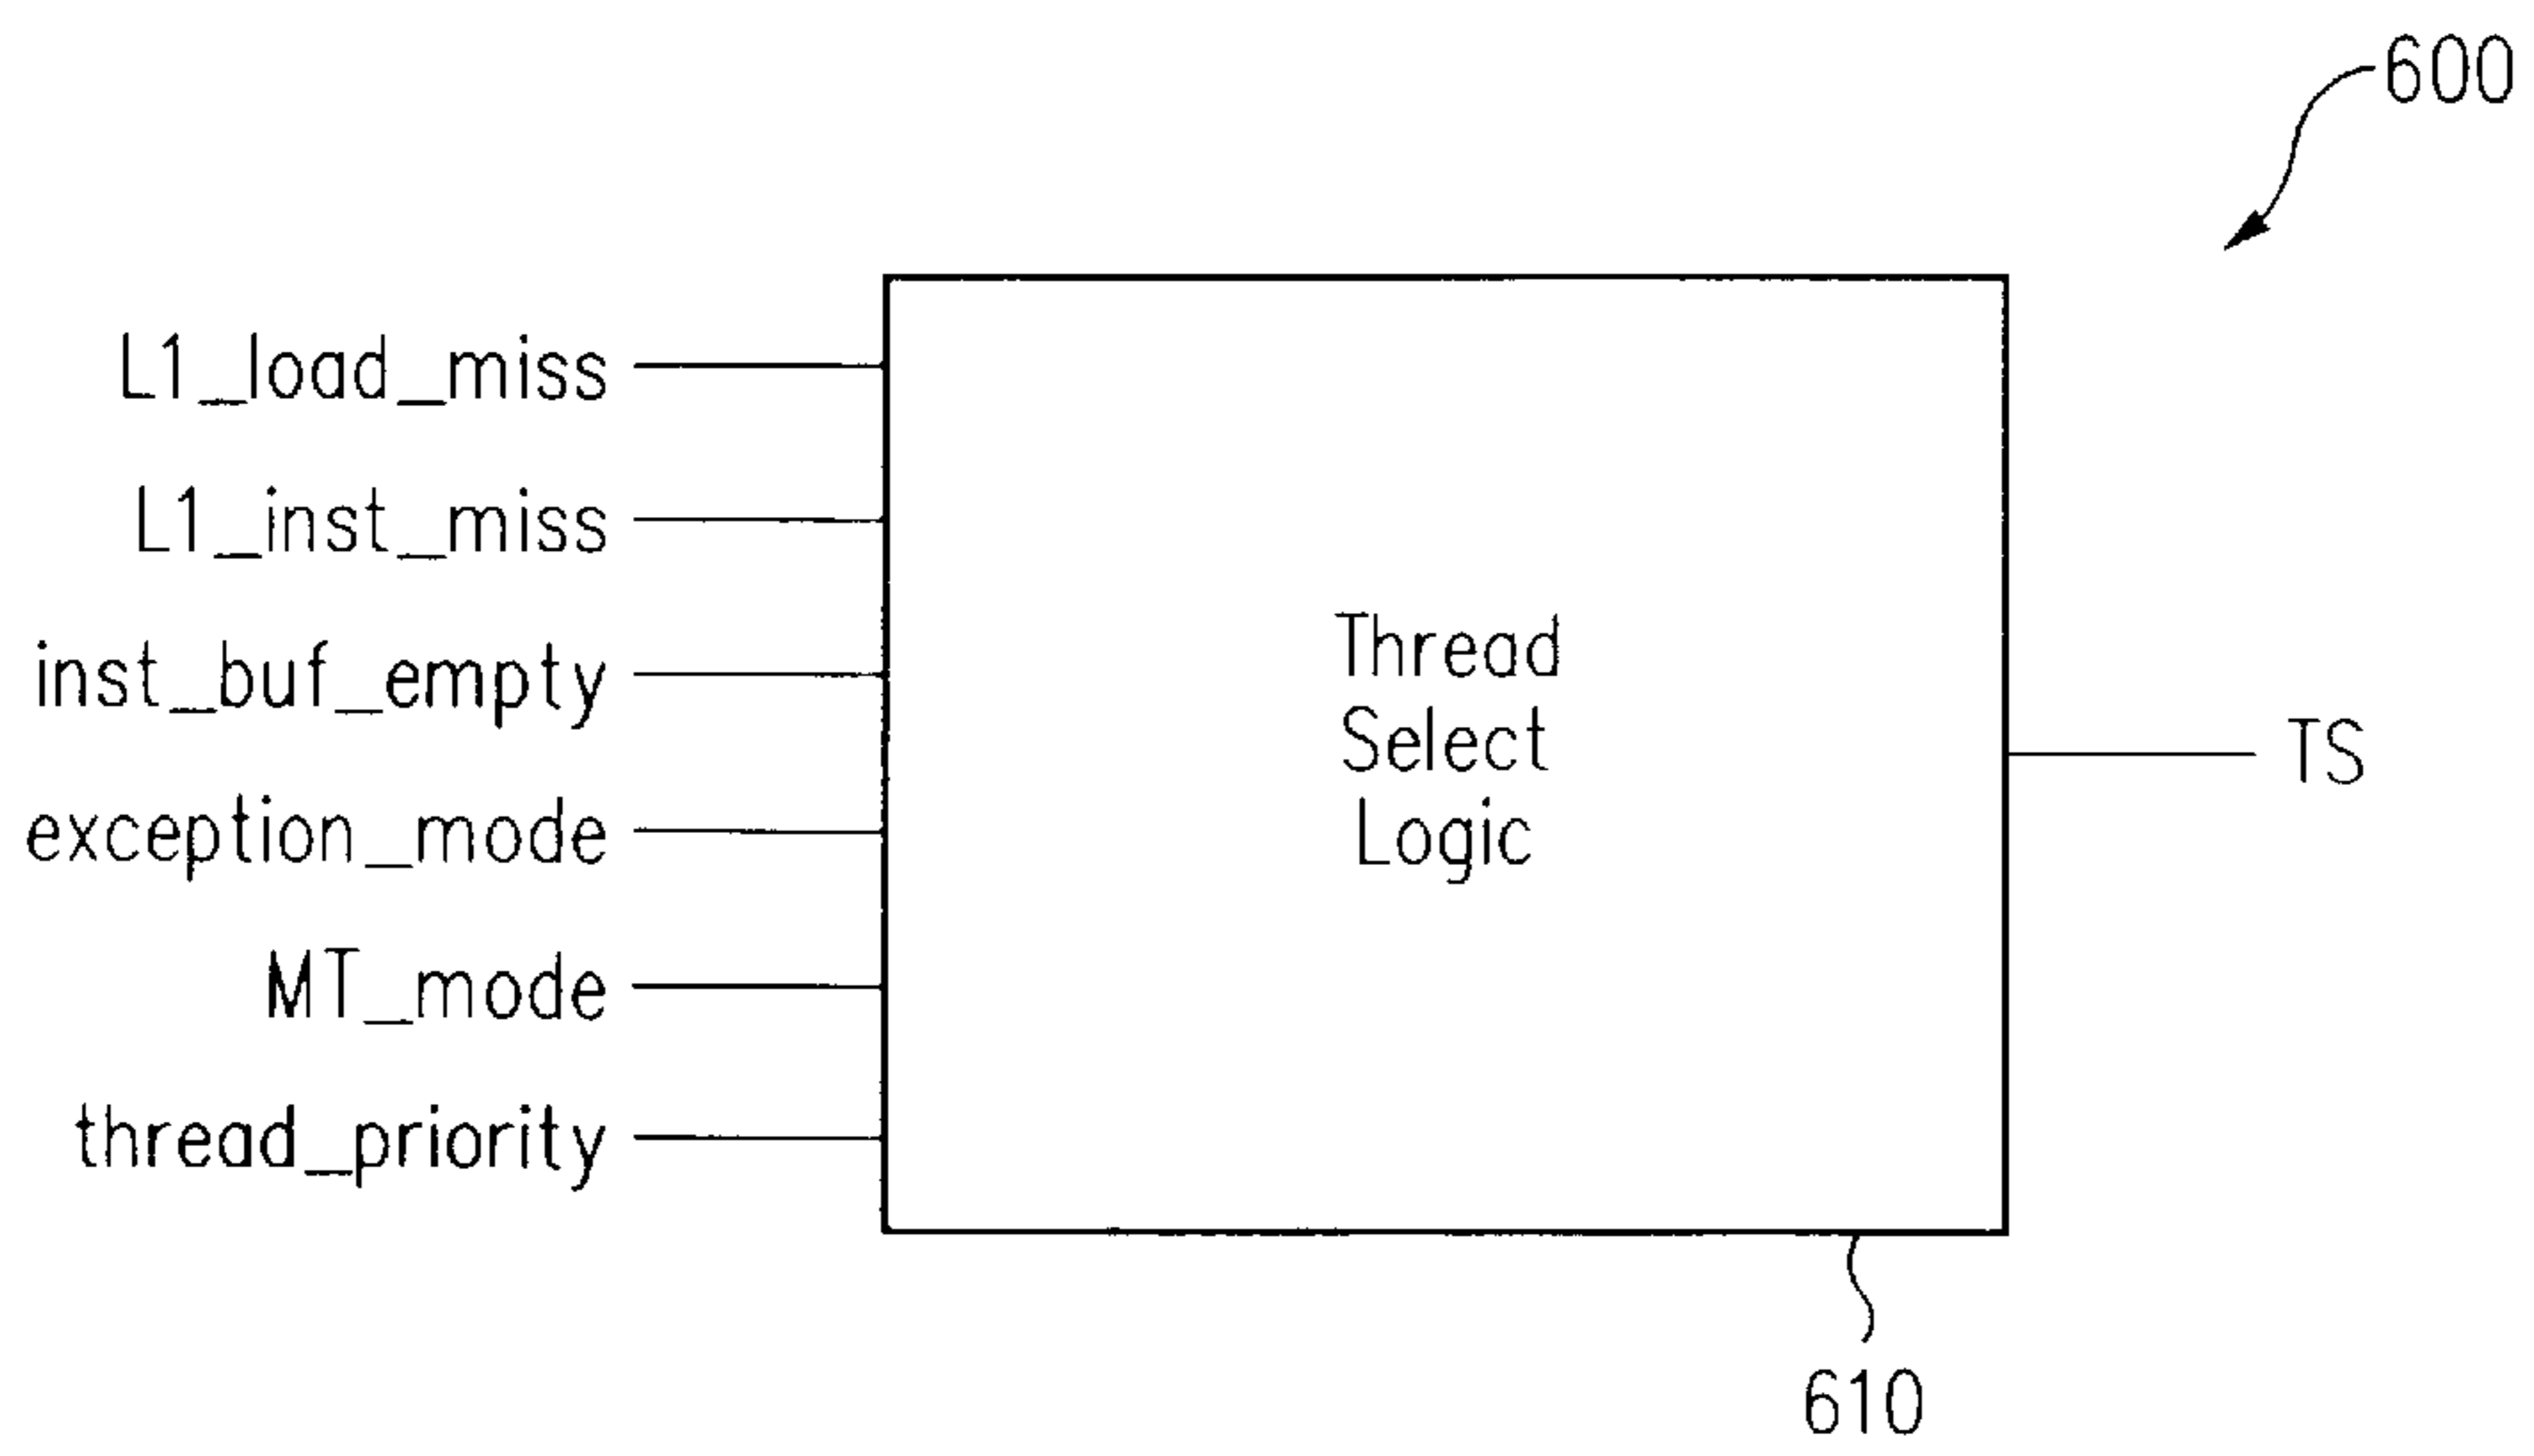 600
L1_load_miss
L1_inst_miss
inst_buf_empty
exception_mode
MT_mode
thread_priority
Thread
Select
Logic
TS
610